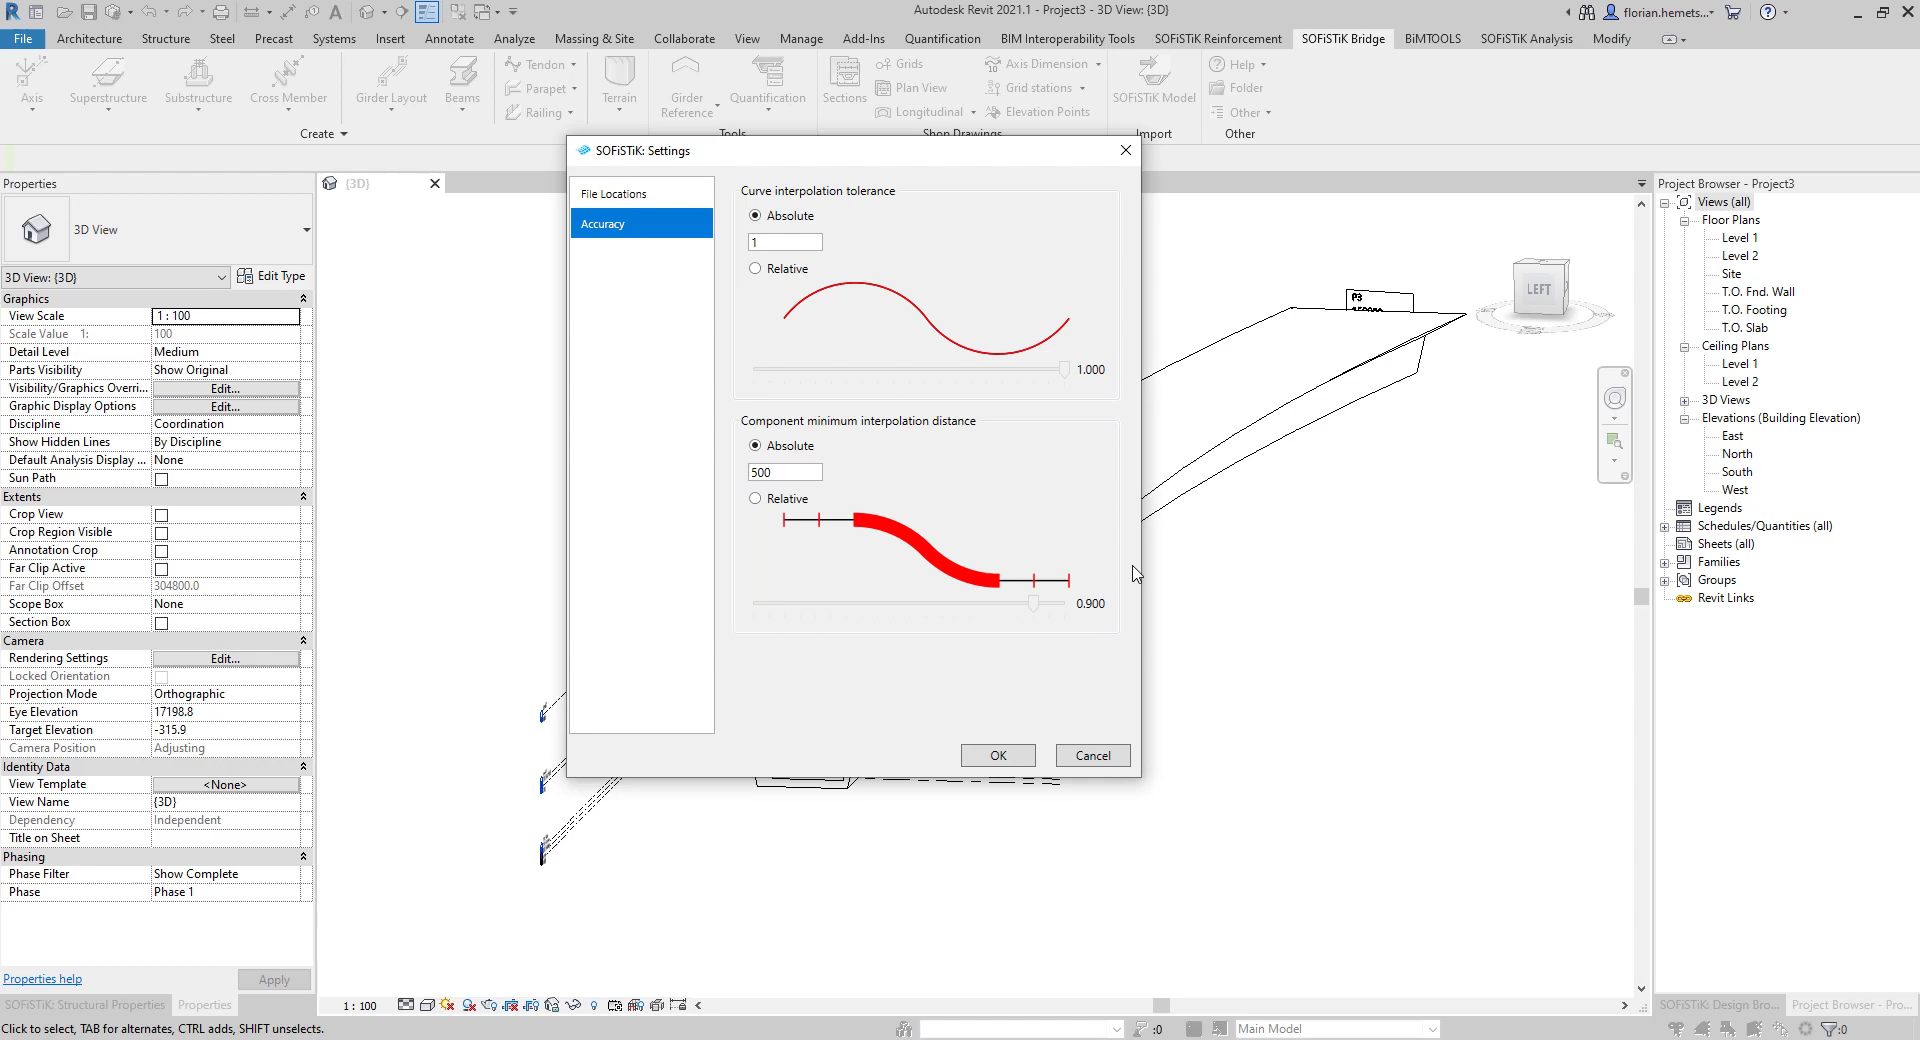 Autodesk Revit 2021.1 - Project3 - 3D View: {3D}
florian.hemets...
File Architecture Structure Steel Precast Systems Insert Annotate Analyze Massing & Site Collaborate View Manage Add-Ins Quantification BIM Interoperability Tools SOFiSTiK Reinforcement SOFiSTiK Bridge BiMTOOLS SOFiSTiK Analysis Modify
Axis
Superstructure
Substructure
Cross Member
Girder Layout
Beams
Tendon
Parapet
Railing
Terrain
Girder
Reference
Quantification
Sections
Grids
Plan View
Longitudinal
Axis Dimension
Grid stations
Elevation Points
SOFiSTiK Model
Help
Folder
Other
Create
Tools
Shop Drawings
Import
Other
Properties
3D View
3D View: {3D}
Edit Type
Graphics
View Scale 1 : 100
Scale Value 1: 100
Detail Level Medium
Parts Visibility Show Original
Visibility/Graphics Overri... Edit...
Graphic Display Options Edit...
Discipline Coordination
Show Hidden Lines By Discipline
Default Analysis Display ... None
Sun Path
Extents
Crop View
Crop Region Visible
Annotation Crop
Far Clip Active
Far Clip Offset 304800.0
Scope Box None
Section Box
Camera
Rendering Settings Edit...
Locked Orientation
Projection Mode Orthographic
Eye Elevation 17198.8
Target Elevation -315.9
Camera Position Adjusting
Identity Data
View Template <None>
View Name {3D}
Dependency Independent
Title on Sheet
Phasing
Phase Filter Show Complete
Phase Phase 1
Properties help
Apply
SOFiSTiK: Structural Properties
Properties
{3D}
SOFiSTiK: Settings
File Locations
Accuracy
Curve interpolation tolerance
Absolute
1
Relative
1.000
Component minimum interpolation distance
Absolute
500
Relative
0.900
OK
Cancel
P3
LEFT
1 : 100
Project Browser - Project3
Views (all)
Floor Plans
Level 1
Level 2
Site
T.O. Fnd. Wall
T.O. Footing
T.O. Slab
Ceiling Plans
Level 1
Level 2
3D Views
Elevations (Building Elevation)
East
North
South
West
Legends
Schedules/Quantities (all)
Sheets (all)
Families
Groups
Revit Links
SOFiSTiK: Design Bro...
Project Browser - Pro...
Click to select, TAB for alternates, CTRL adds, SHIFT unselects.
:0
Main Model
:0